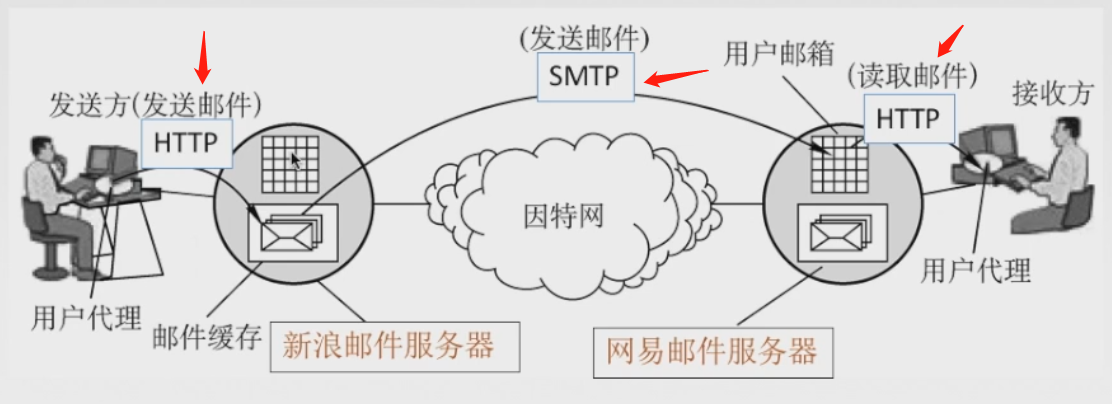 (发送邮件)
SMTP
用户邮箱
(读取邮件)
HTTP
接收方
发送方(发送邮件)
HTTP
因特网
用户代理
邮件缓存
新浪邮件服务器
网易邮件服务器
用户代理